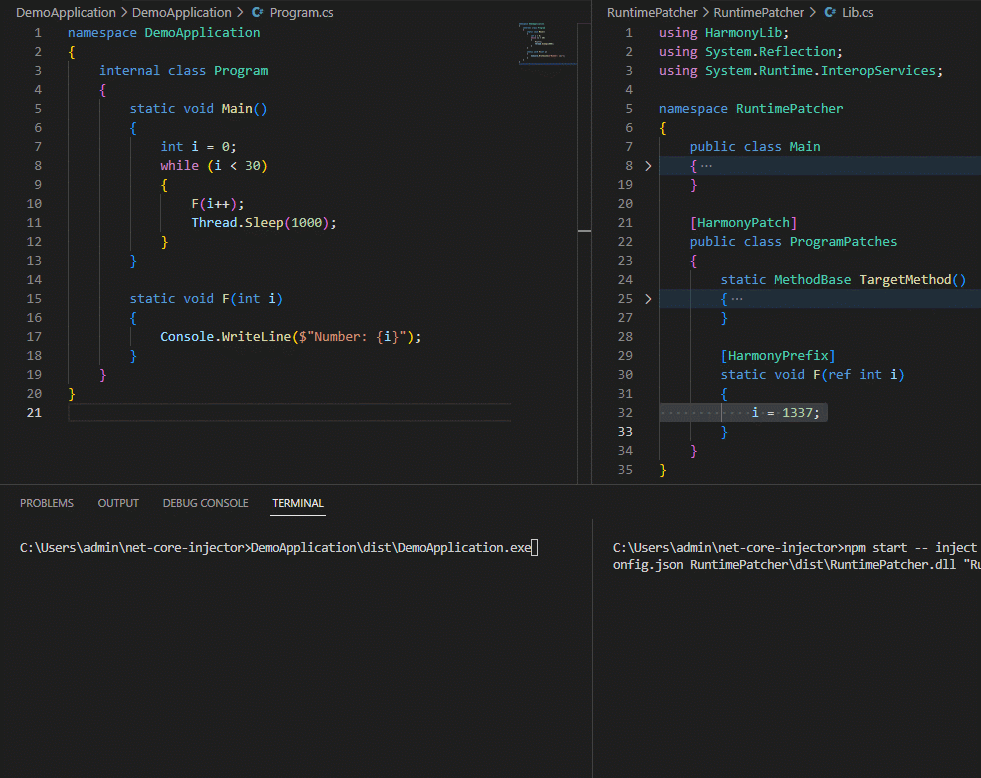 DemoApplication > DemoApplication > C# Program.cs
1 namespace DemoApplication
2 {
3 internal class Program
4 {
5 static void Main()
6 {
7 int i = 0;
8 while (i < 30)
9 {
10 F(i++);
11 Thread.Sleep(1000);
12 }
13 }
14
15 static void F(int i)
16 {
17 Console.WriteLine($"Number: {i}");
18 }
19 }
20 }
21
RuntimePatcher > RuntimePatcher > C# Lib.cs
1 using HarmonyLib;
2 using System.Reflection;
3 using System.Runtime.InteropServices;
4
5 namespace RuntimePatcher
6 {
7 public class Main
8 > {···
19 }
20
21 [HarmonyPatch]
22 public class ProgramPatches
23 {
24 static MethodBase TargetMethod()
25 > {···
27 }
28
29 [HarmonyPrefix]
30 static void F(ref int i)
31 {
32 i = 1337;
33 }
34 }
35 }
PROBLEMS OUTPUT DEBUG CONSOLE TERMINAL
C:\Users\admin\net-core-injector>DemoApplication\dist\DemoApplication.exe
C:\Users\admin\net-core-injector>npm start -- inject
onfig.json RuntimePatcher\dist\RuntimePatcher.dll "Ru